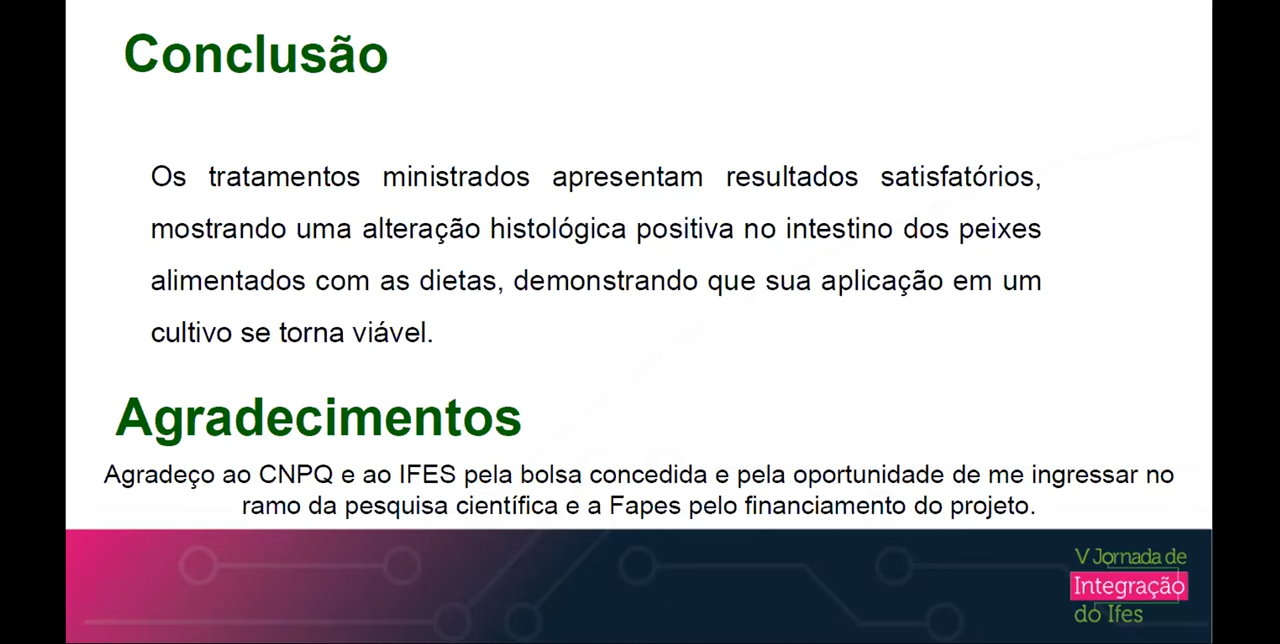 Conclusão
Os tratamentos ministrados apresentam resultados satisfatórios,
mostrando uma alteração histológica positiva no intestino dos peixes
alimentados com as dietas, demonstrando que sua aplicação em um
cultivo se torna viável.
Agradecimentos
Agradeço ao CNPQ e ao IFES pela bolsa concedida e pela oportunidade de me ingressar no
ramo da pesquisa científica e a Fapes pelo financiamento do projeto.
V Jornada de
Integração
do Ifes